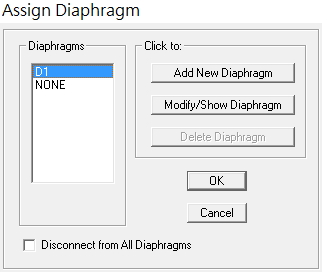 Assign Diaphragm
Diaphragms
D1
NONE
Click to:
Add New Diaphragm
Modify/Show Diaphragm
Delete Diaphragm
OK
Cancel
Disconnect from All Diaphragms